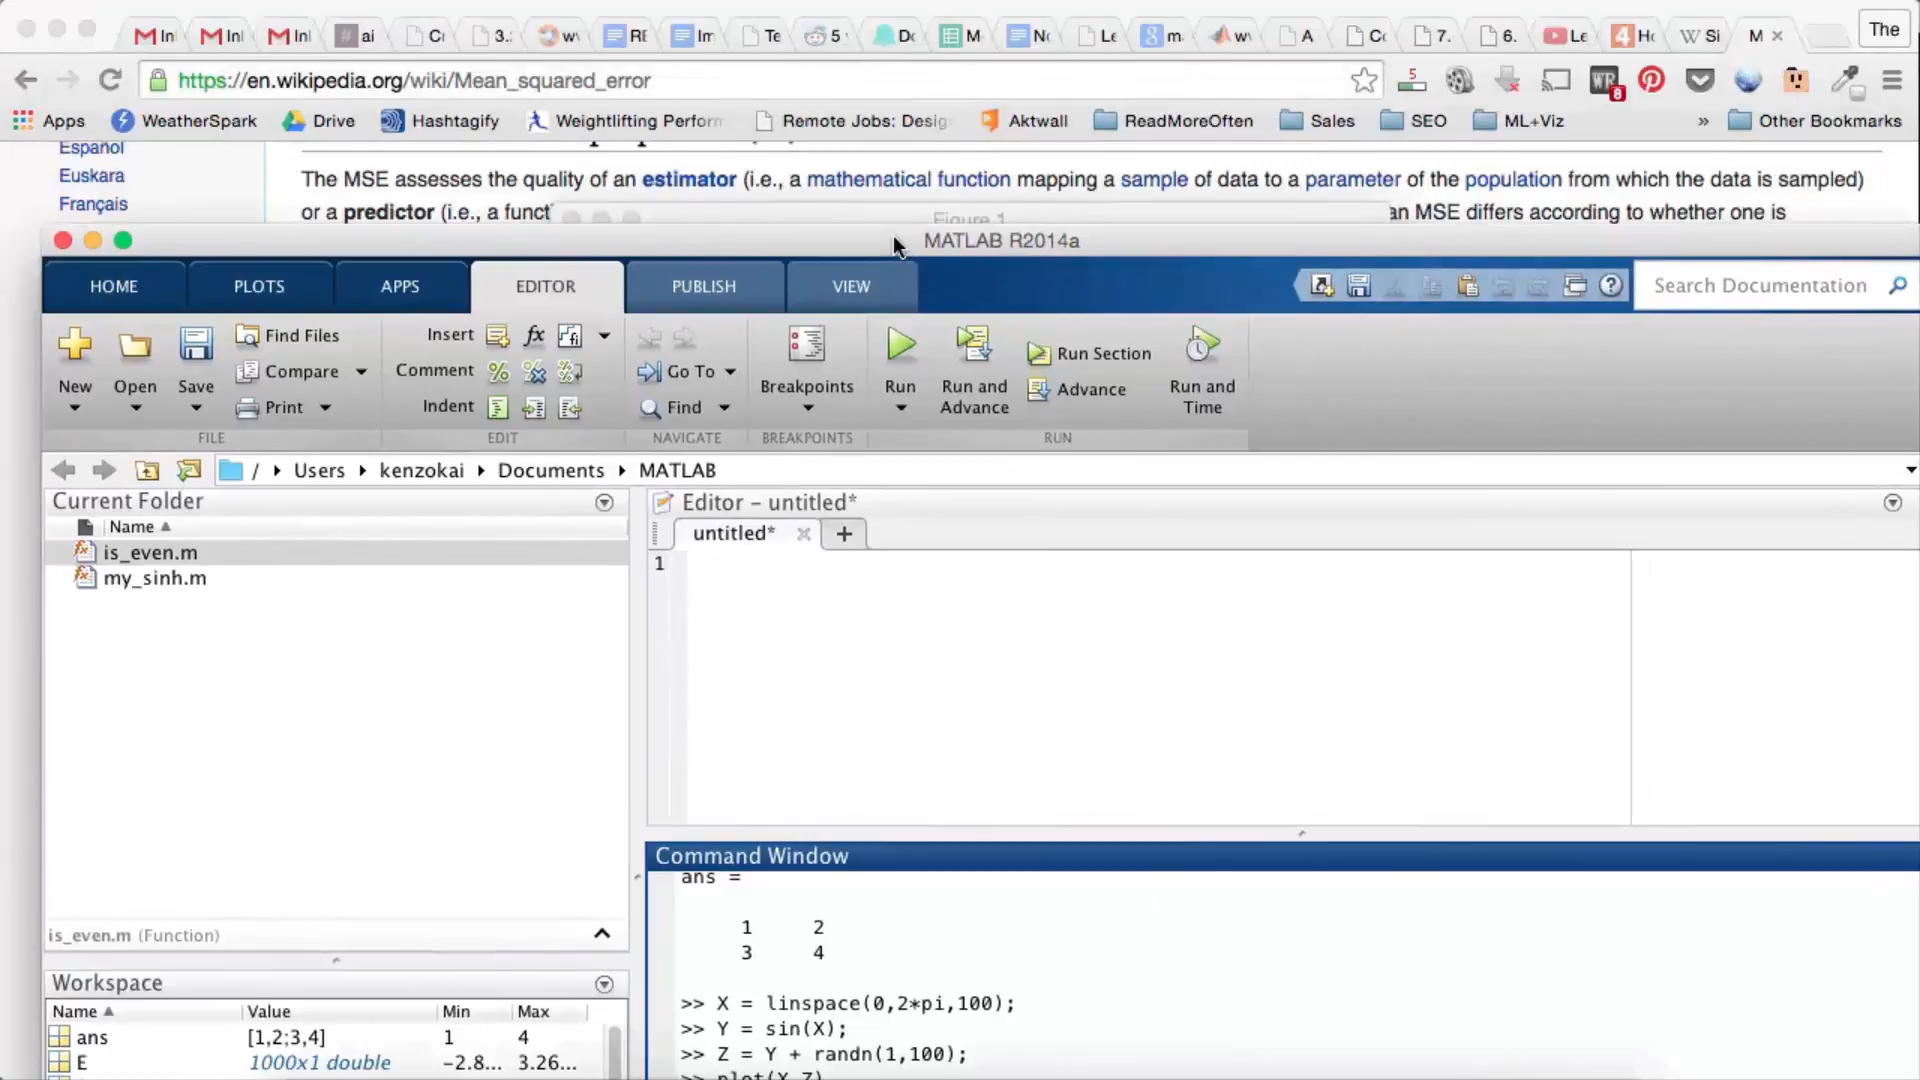 The
https://en.wikipedia.org/wiki/Mean_squared_error
Apps WeatherSpark Drive Hashtagify Weightlifting Perforr Remote Jobs: Desig Aktwall ReadMoreOften Sales SEO ML+Viz » Other Bookmarks
Español
Euskara
Français
The MSE assesses the quality of an estimator (i.e., a mathematical function mapping a sample of data to a parameter of the population from which the data is sampled)
or a predictor (i.e., a funct an MSE differs according to whether one is
Figure 1
MATLAB R2014a
HOME PLOTS APPS EDITOR PUBLISH VIEW Search Documentation
New Open Save Find Files Compare Print
Insert Comment Indent
Go To Find
Breakpoints Run Run and Advance Run Section Advance Run and Time
FILE EDIT NAVIGATE BREAKPOINTS RUN
/ Users kenzokai Documents MATLAB
Current Folder
Name
is_even.m
my_sinh.m
is_even.m (Function)
Editor – untitled*
untitled* +
1
Command Window
ans =
1 2
3 4
>> X = linspace(0,2*pi,100);
>> Y = sin(X);
>> Z = Y + randn(1,100);
>> plot(X,Z)
Workspace
Name Value Min Max
ans [1,2;3,4] 1 4
E 1000x1 double -2.8... 3.26...